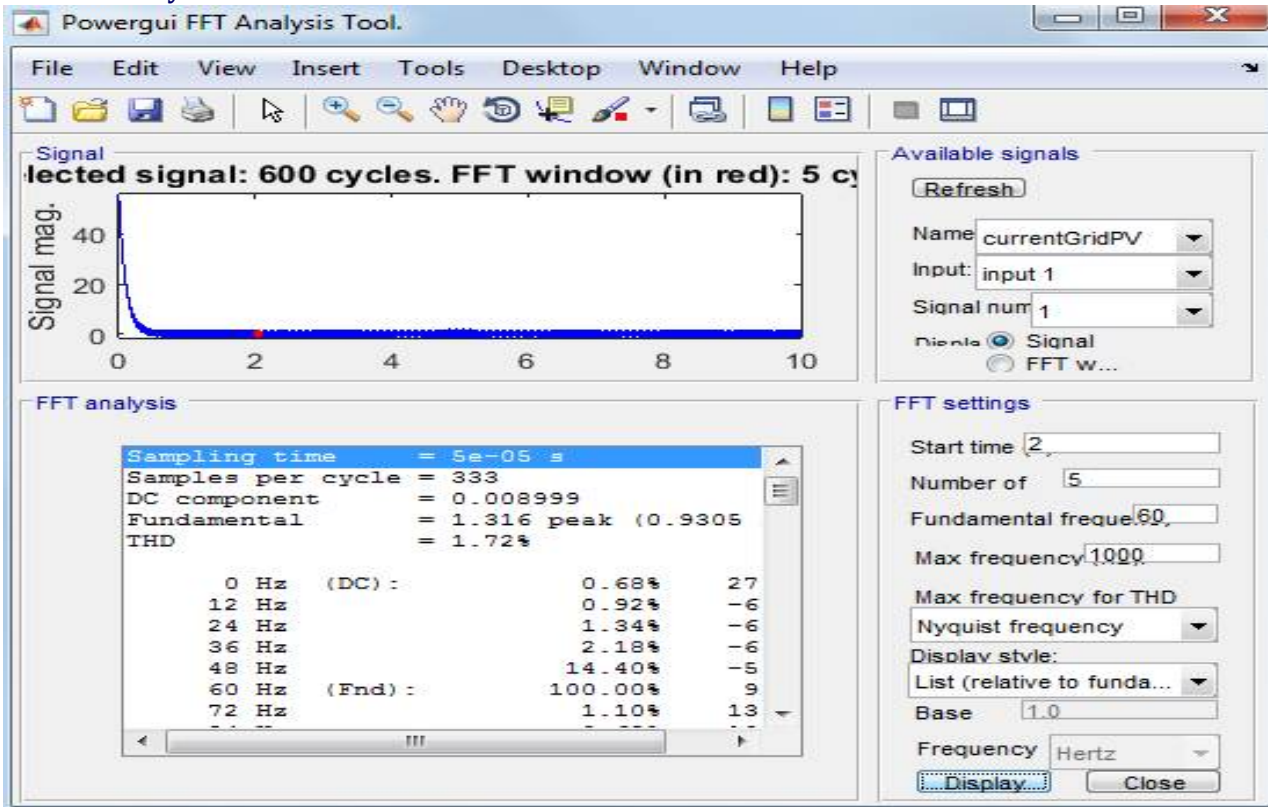 Powergui FFT Analysis Tool.
File Edit View Insert Tools Desktop Window Help
Signal
lected signal: 600 cycles. FFT window (in red): 5 cy
Signal mag.
40
20
0
0 2 4 6 8 10
Available signals
Refresh
Name currentGridPV
Input: input 1
Signal num 1
Displa Signal
FFT w...
FFT analysis
Sampling time = 5e-05 s
Samples per cycle = 333
DC component = 0.008999
Fundamental = 1.316 peak (0.9305
THD = 1.72%
0 Hz (DC): 0.68% 27
12 Hz 0.92% -6
24 Hz 1.34% -6
36 Hz 2.18% -6
48 Hz 14.40% -5
60 Hz (Fnd): 100.00% 9
72 Hz 1.10% 13
FFT settings
Start time 2
Number of 5
Fundamental freque 60
Max frequency 1000
Max frequency for THD
Nyquist frequency
Display style:
List (relative to funda...
Base 1.0
Frequency Hertz
Display Close